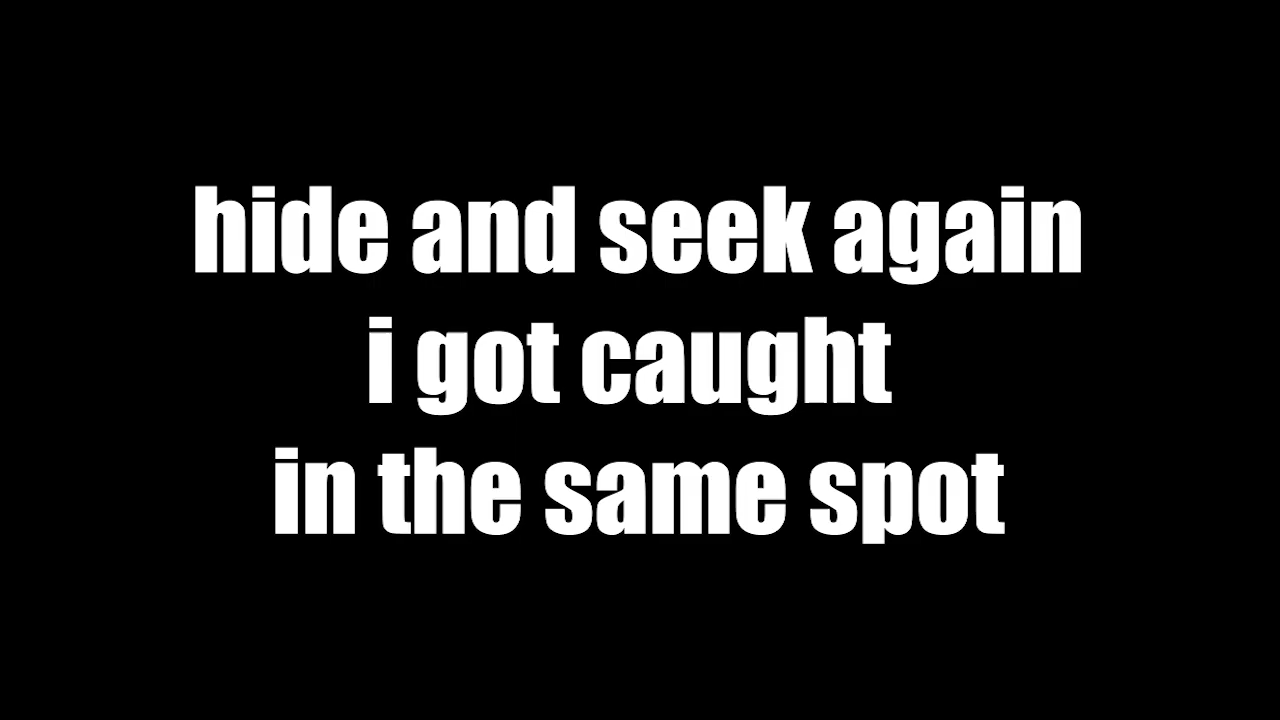 hide and seek again
i got caught
in the same spot